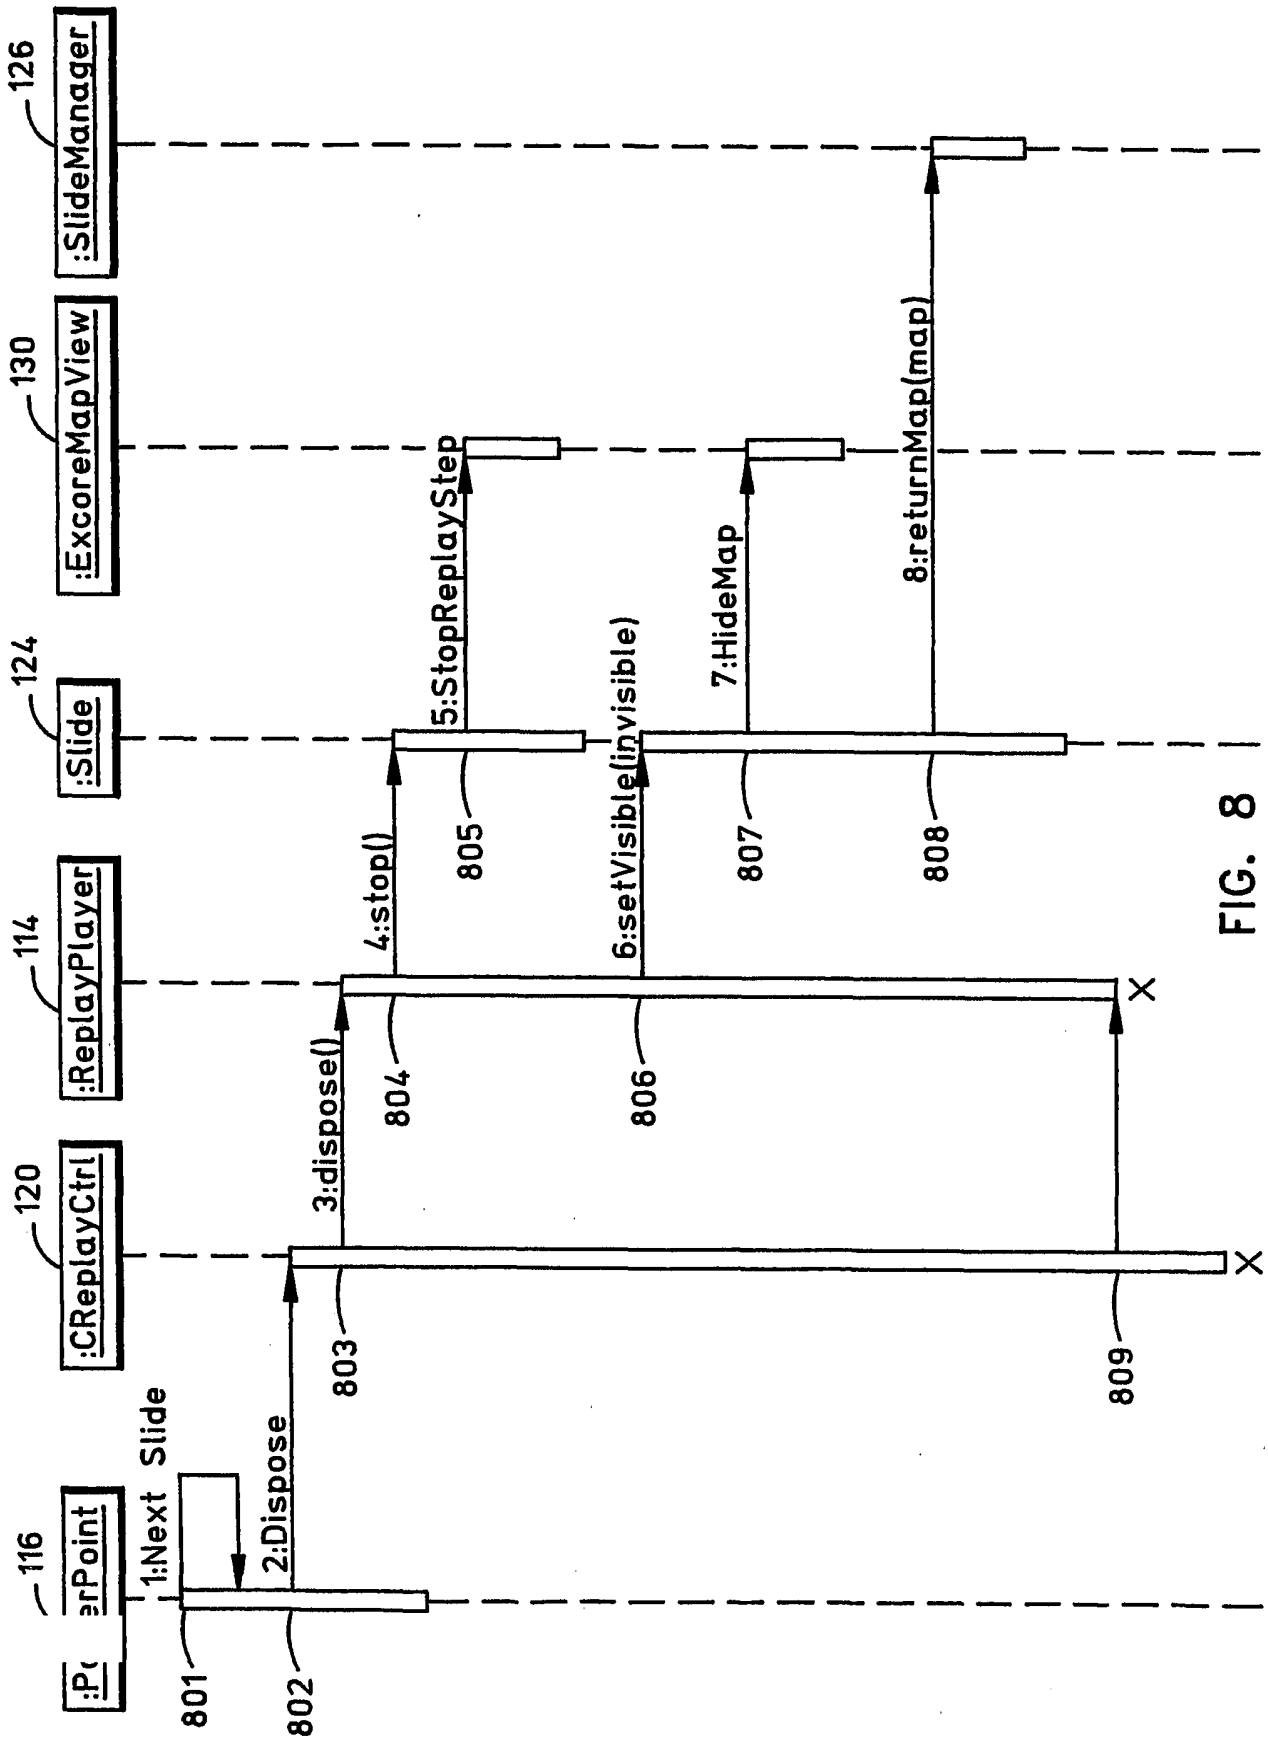 116
120
114
124
130
126
:CReplayCtrl
:ReplayPlayer
:Slide
:ExcoreMapView
:SlideManager
1:Next Slide
801
2:Dispose
802
3:dispose()
803
4:stop()
804
5:StopReplayStep
805
6:setVisible(invisible)
806
7:HideMap
807
8:returnMap(map)
808
809
X
X
FIG. 8